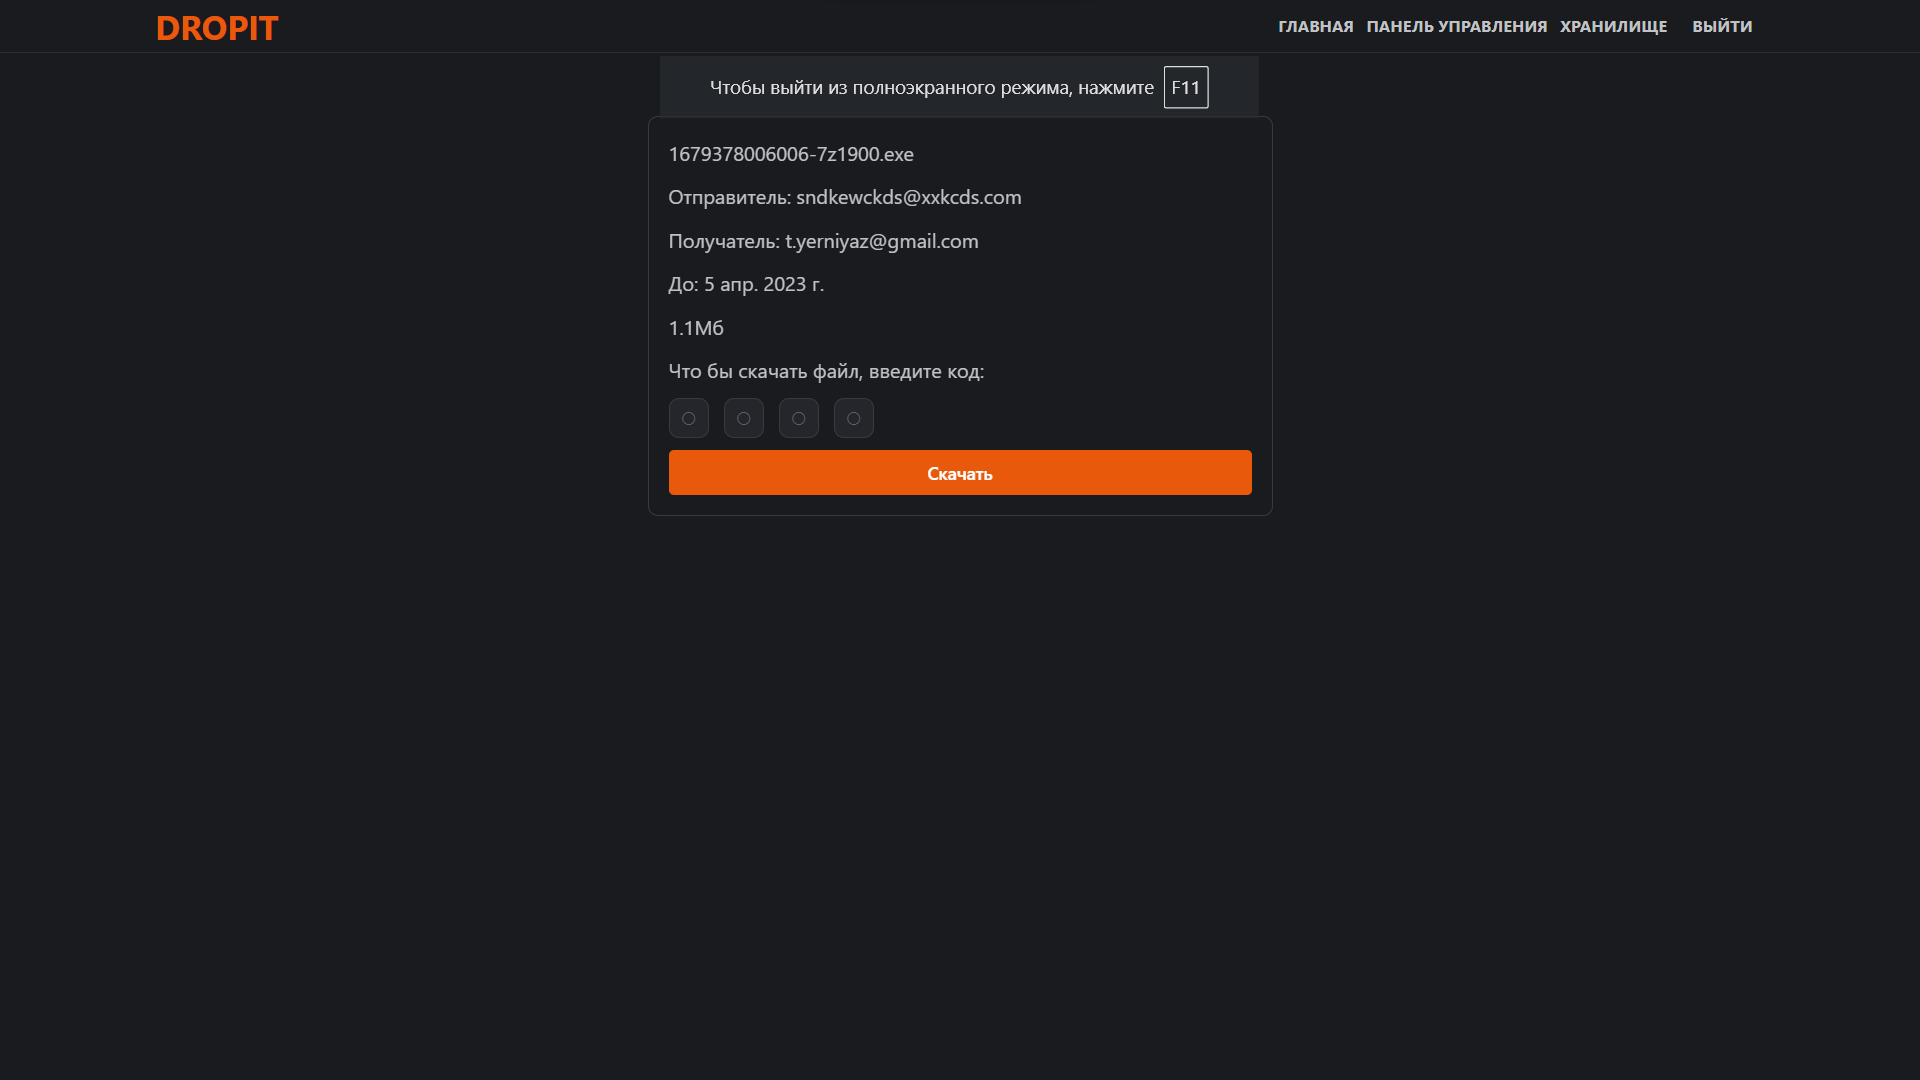 DROPIT
ГЛАВНАЯ ПАНЕЛЬ УПРАВЛЕНИЯ ХРАНИЛИЩЕ ВЫЙТИ
Чтобы выйти из полноэкранного режима, нажмите F11
1679378006006-7z1900.exe
Отправитель: sndkewckds@xxkcds.com
Получатель: t.yerniyaz@gmail.com
До: 5 апр. 2023 г.
1.1Мб
Что бы скачать файл, введите код:
Скачать